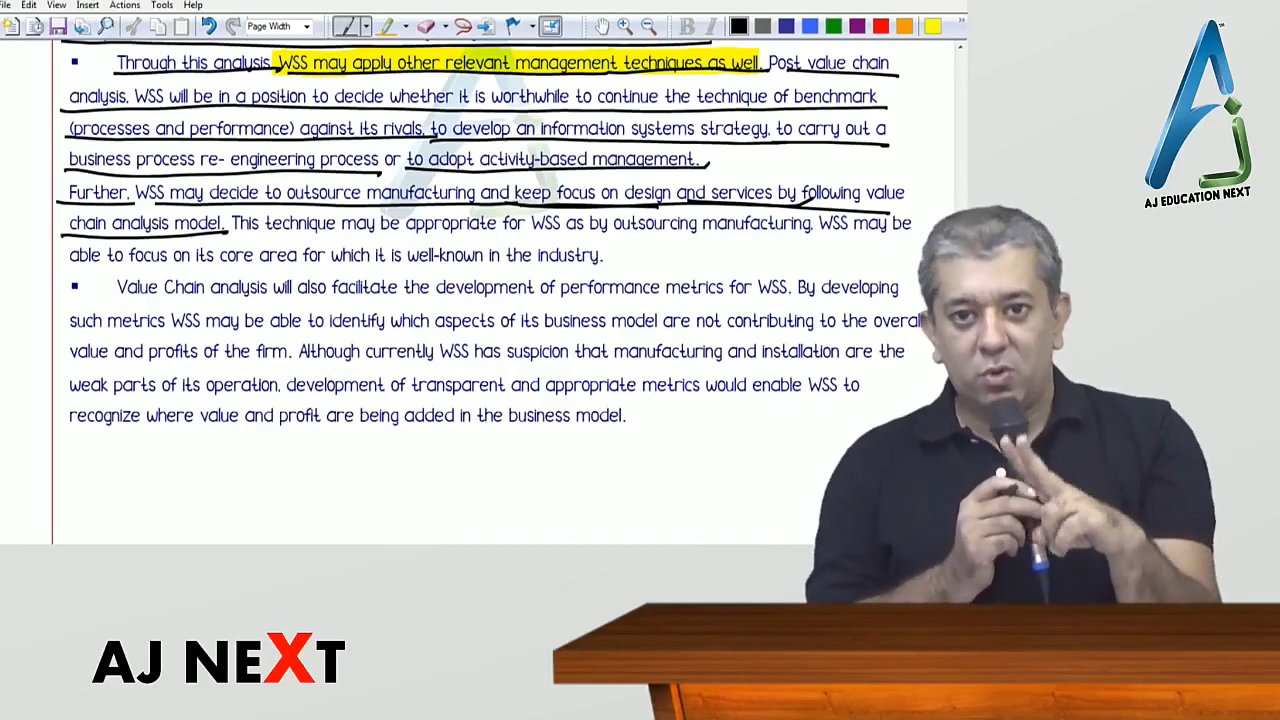 File Edit View Insert Actions Tools Help
Page Width
B U
Through this analysis, WSS may apply other relevant management techniques as well. Post value chain
analysis, WSS will be in a position to decide whether it is worthwhile to continue the technique of benchmark
(processes and performance) against its rivals, to develop an information systems strategy, to carry out a
business process re- engineering process or to adopt activity-based management.
Further, WSS may decide to outsource manufacturing and keep focus on design and services by following value
chain analysis model. This technique may be appropriate for WSS as by outsourcing manufacturing, WSS may be
able to focus on its core area for which it is well-known in the industry.
Value Chain analysis will also facilitate the development of performance metrics for WSS. By developing
such metrics WSS may be able to identify which aspects of its business model are not contributing to the overal
value and profits of the firm. Although currently WSS has suspicion that manufacturing and installation are the
weak parts of its operation, development of transparent and appropriate metrics would enable WSS to
recognize where value and profit are being added in the business model.
AJ EDUCATION NEXT
AJ NEXT